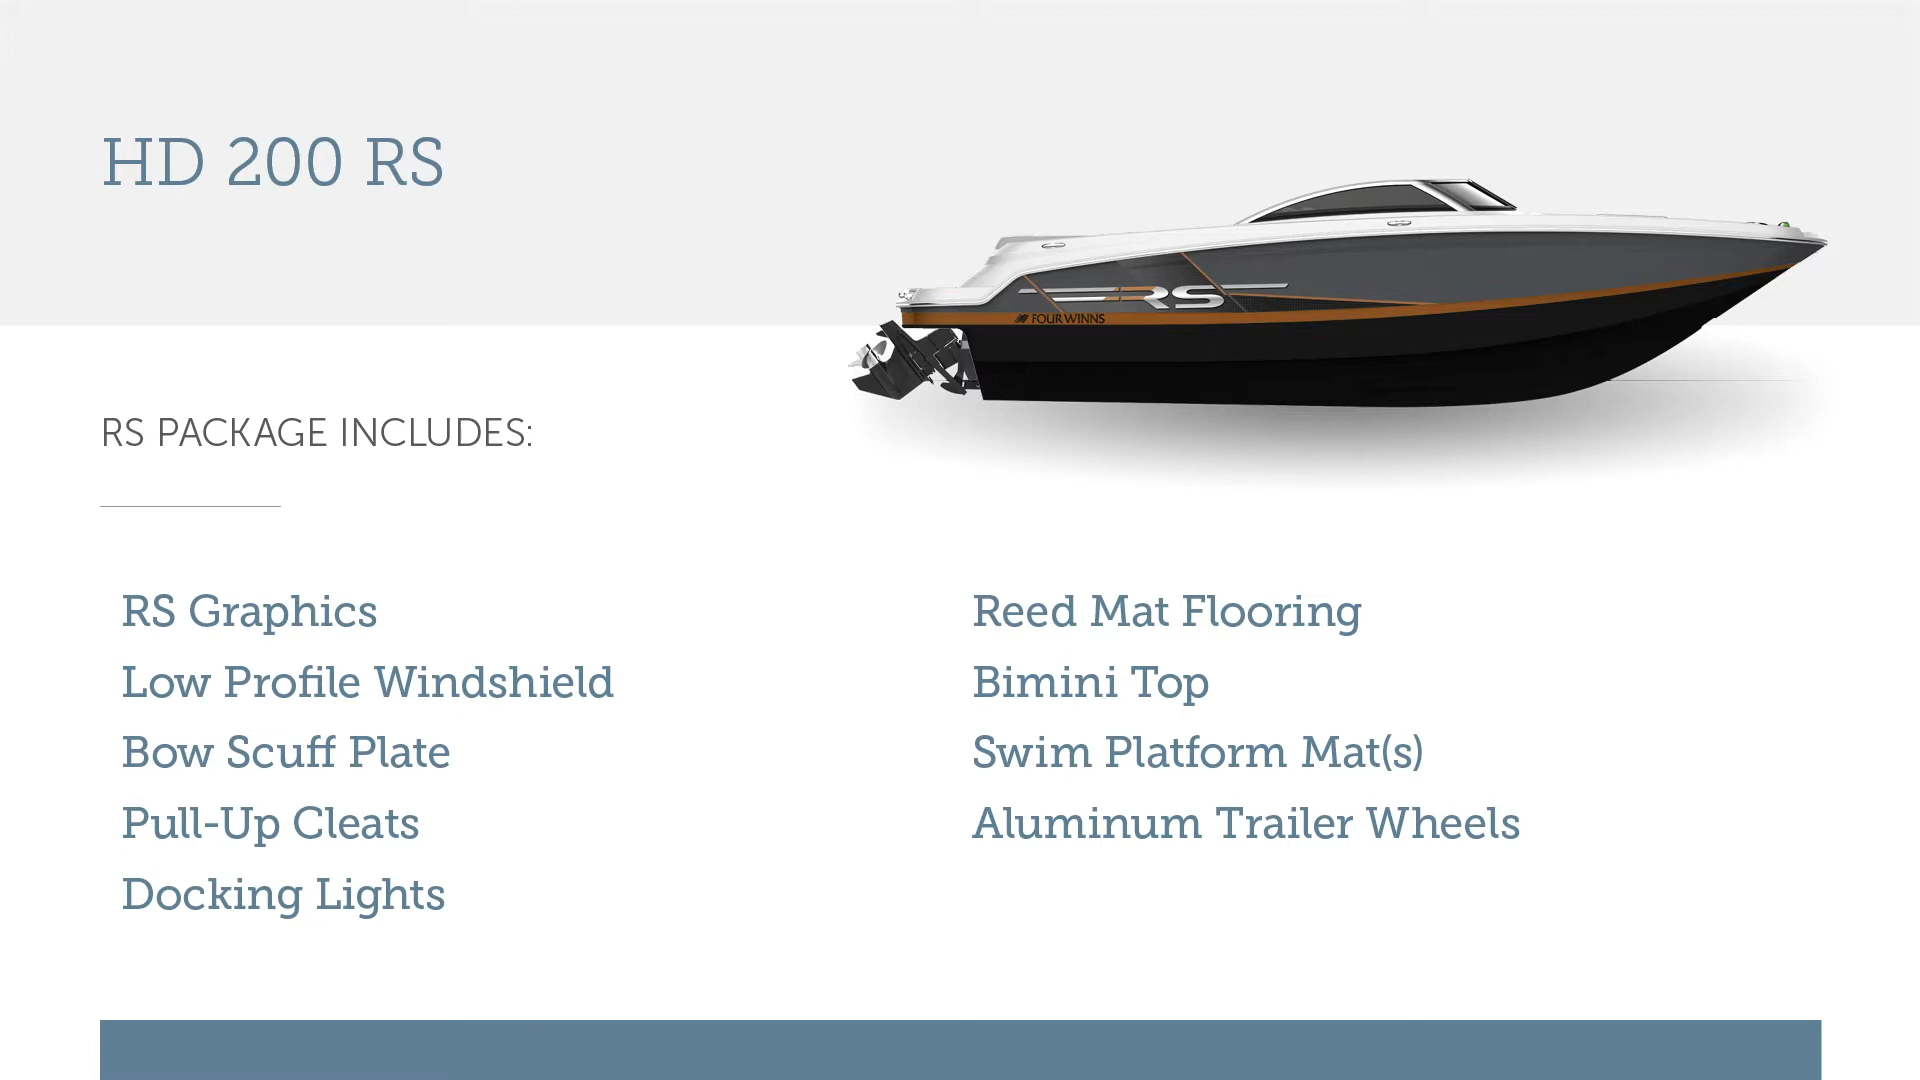 HD 200 RS
RS
FOUR WINNS
RS PACKAGE INCLUDES:
RS Graphics
Low Profile Windshield
Bow Scuff Plate
Pull-Up Cleats
Docking Lights
Reed Mat Flooring
Bimini Top
Swim Platform Mat(s)
Aluminum Trailer Wheels